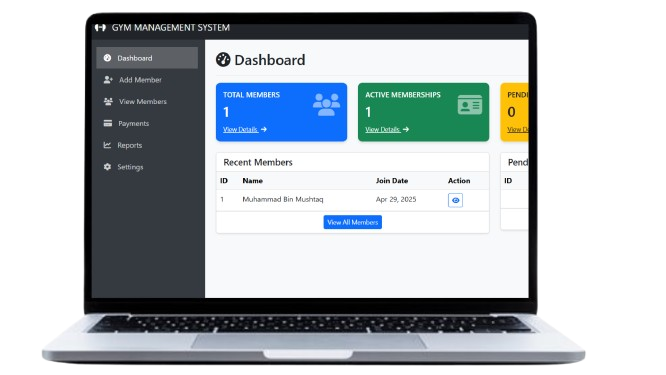 GYM MANAGEMENT SYSTEM
Dashboard
Add Member
View Members
Payments
Reports
Settings
Dashboard
TOTAL MEMBERS
1
View Details
ACTIVE MEMBERSHIPS
1
View Details
PENDI
0
View De
Recent Members
ID Name Join Date Action
1 Muhammad Bin Mushtaq Apr 29, 2025
View All Members
Pend
ID